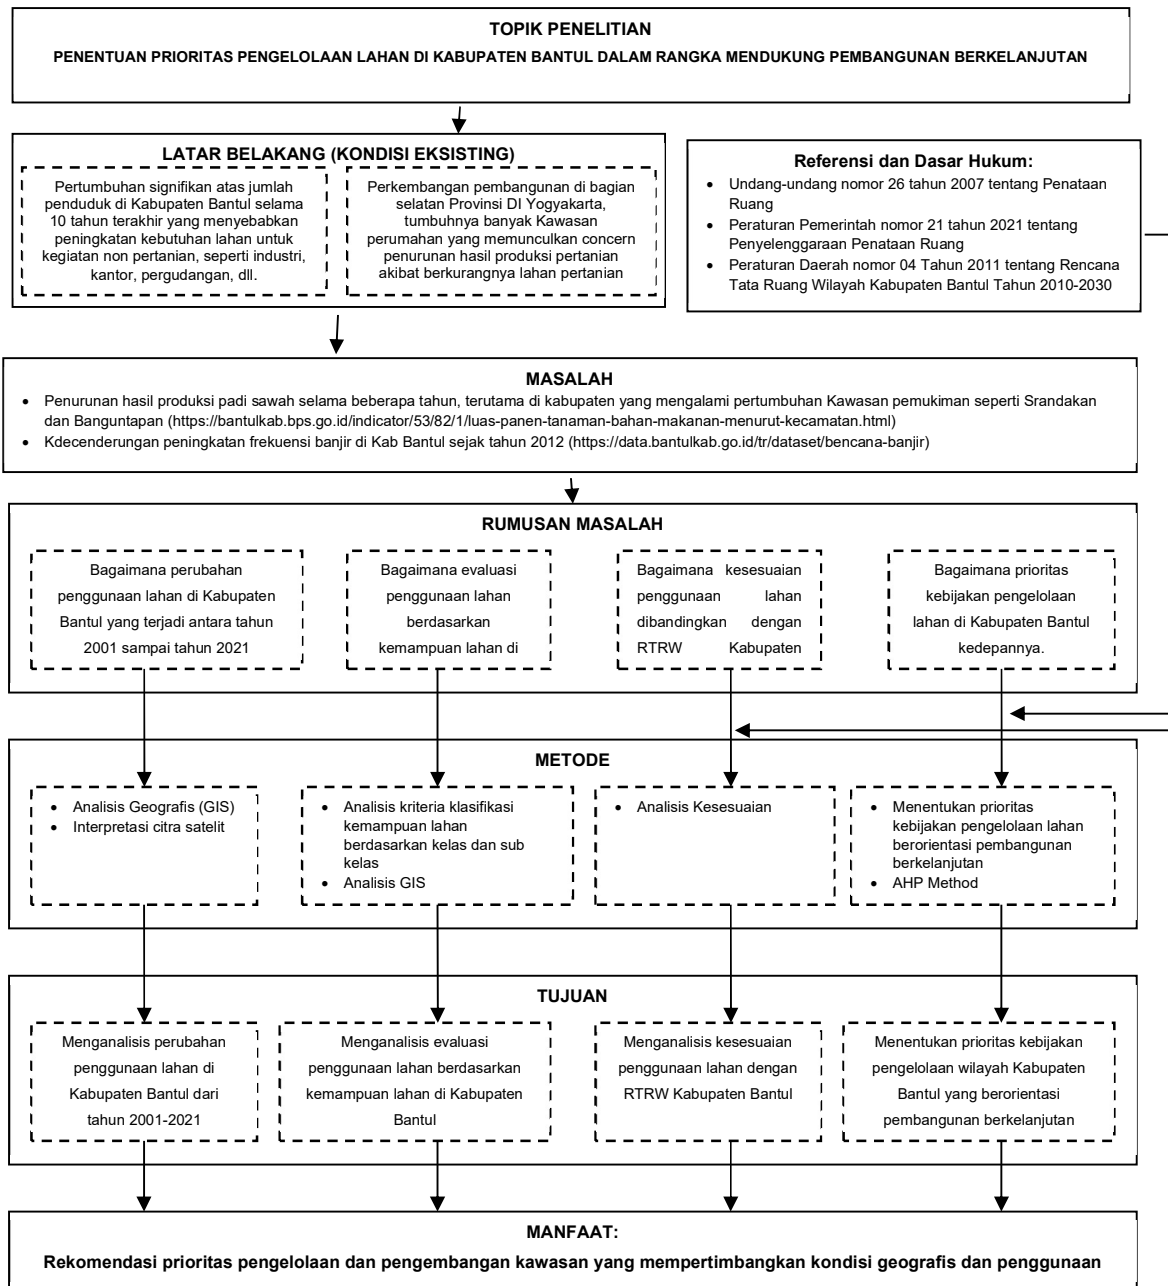 TOPIK PENELITIAN
PENENTUAN PRIORITAS PENGELOLAAN LAHAN DI KABUPATEN BANTUL DALAM RANGKA MENDUKUNG PEMBANGUNAN BERKELANJUTAN
LATAR BELAKANG (KONDISI EKSISTING)
Pertumbuhan signifikan atas jumlah
penduduk di Kabupaten Bantul selama
10 tahun terakhir yang menyebabkan
peningkatan kebutuhan lahan untuk
kegiatan non pertanian, seperti industri,
kantor, pergudangan, dll.
Perkembangan pembangunan di bagian
selatan Provinsi DI Yogyakarta,
tumbuhnya banyak Kawasan
perumahan yang memunculkan concern
penurunan hasil produksi pertanian
akibat berkurangnya lahan pertanian
Referensi dan Dasar Hukum:
• Undang-undang nomor 26 tahun 2007 tentang Penataan
Ruang
• Peraturan Pemerintah nomor 21 tahun 2021 tentang
Penyelenggaraan Penataan Ruang
• Peraturan Daerah nomor 04 Tahun 2011 tentang Rencana
Tata Ruang Wilayah Kabupaten Bantul Tahun 2010-2030
MASALAH
• Penurunan hasil produksi padi sawah selama beberapa tahun, terutama di kabupaten yang mengalami pertumbuhan Kawasan pemukiman seperti Srandakan
dan Banguntapan (https://bantulkab.bps.go.id/indicator/53/82/1/luas-panen-tanaman-bahan-makanan-menurut-kecamatan.html)
• Kdecenderungan peningkatan frekuensi banjir di Kab Bantul sejak tahun 2012 (https://data.bantulkab.go.id/tr/dataset/bencana-banjir)
RUMUSAN MASALAH
Bagaimana perubahan
penggunaan lahan di Kabupaten
Bantul yang terjadi antara tahun
2001 sampai tahun 2021
Bagaimana evaluasi
penggunaan lahan
berdasarkan
kemampuan lahan di
Bagaimana kesesuaian
penggunaan lahan
dibandingkan dengan
RTRW Kabupaten
Bagaimana prioritas
kebijakan pengelolaan
lahan di Kabupaten Bantul
kedepannya.
METODE
• Analisis Geografis (GIS)
• Interpretasi citra satelit
• Analisis kriteria klasifikasi
kemampuan lahan
berdasarkan kelas dan sub
kelas
• Analisis GIS
• Analisis Kesesuaian
• Menentukan prioritas
kebijakan pengelolaan lahan
berorientasi pembangunan
berkelanjutan
• AHP Method
TUJUAN
Menganalisis perubahan
penggunaan lahan di
Kabupaten Bantul dari
tahun 2001-2021
Menganalisis evaluasi
penggunaan lahan berdasarkan
kemampuan lahan di Kabupaten
Bantul
Menganalisis kesesuaian
penggunaan lahan dengan
RTRW Kabupaten Bantul
Menentukan prioritas kebijakan
pengelolaan wilayah Kabupaten
Bantul yang berorientasi
pembangunan berkelanjutan
MANFAAT:
Rekomendasi prioritas pengelolaan dan pengembangan kawasan yang mempertimbangkan kondisi geografis dan penggunaan